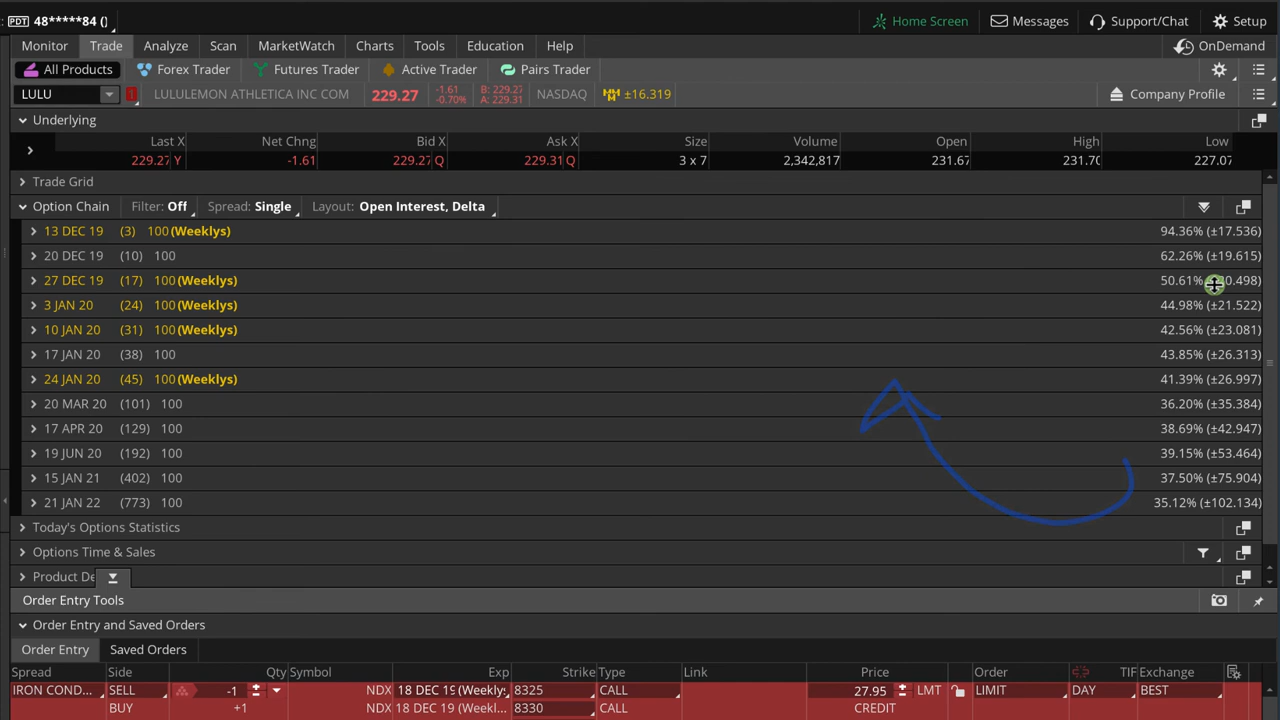 : PDT 48*****84 ()
Home Screen Messages Support/Chat Setup
Monitor Trade Analyze Scan MarketWatch Charts Tools Education Help OnDemand
All Products Forex Trader Futures Trader Active Trader Pairs Trader
LULU 1 LULULEMON ATHLETICA INC COM 229.27 -1.61 -0.70% B: 229.27 A: 229.31 NASDAQ ±16.319 Company Profile
Underlying
Last X Net Chng Bid X Ask X Size Volume Open High Low
229.27 Y -1.61 229.27 Q 229.31 Q 3 x 7 2,342,817 231.67 231.70 227.07
Trade Grid
Option Chain Filter: Off Spread: Single Layout: Open Interest, Delta
13 DEC 19 (3) 100 (Weeklys) 94.36% (±17.536)
20 DEC 19 (10) 100 62.26% (±19.615)
27 DEC 19 (17) 100 (Weeklys) 50.61% (±20.498)
3 JAN 20 (24) 100 (Weeklys) 44.98% (±21.522)
10 JAN 20 (31) 100 (Weeklys) 42.56% (±23.081)
17 JAN 20 (38) 100 43.85% (±26.313)
24 JAN 20 (45) 100 (Weeklys) 41.39% (±26.997)
20 MAR 20 (101) 100 36.20% (±35.384)
17 APR 20 (129) 100 38.69% (±42.947)
19 JUN 20 (192) 100 39.15% (±53.464)
15 JAN 21 (402) 100 37.50% (±75.904)
21 JAN 22 (773) 100 35.12% (±102.134)
Today's Options Statistics
Options Time & Sales
Product De
Order Entry Tools
Order Entry and Saved Orders
Order Entry Saved Orders
Spread Side Qty Symbol Exp Strike Type Link Price Order TIF Exchange
IRON COND... SELL -1 NDX 18 DEC 19 (Weekly... 8325 CALL 27.95 LMT LIMIT DAY BEST
BUY +1 NDX 18 DEC 19 (Weekl... 8330 CALL CREDIT